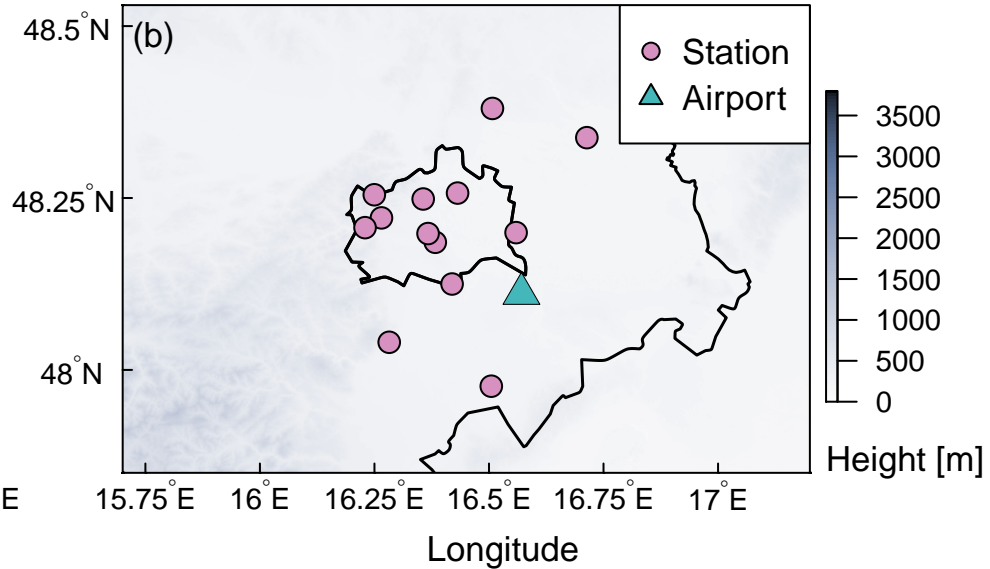 (b)
Station
Airport
48.5°N
48.25°N
48°N
E
15.75°E
16°E
16.25°E
16.5°E
16.75°E
17°E
Longitude
3500
3000
2500
2000
1500
1000
500
0
Height [m]